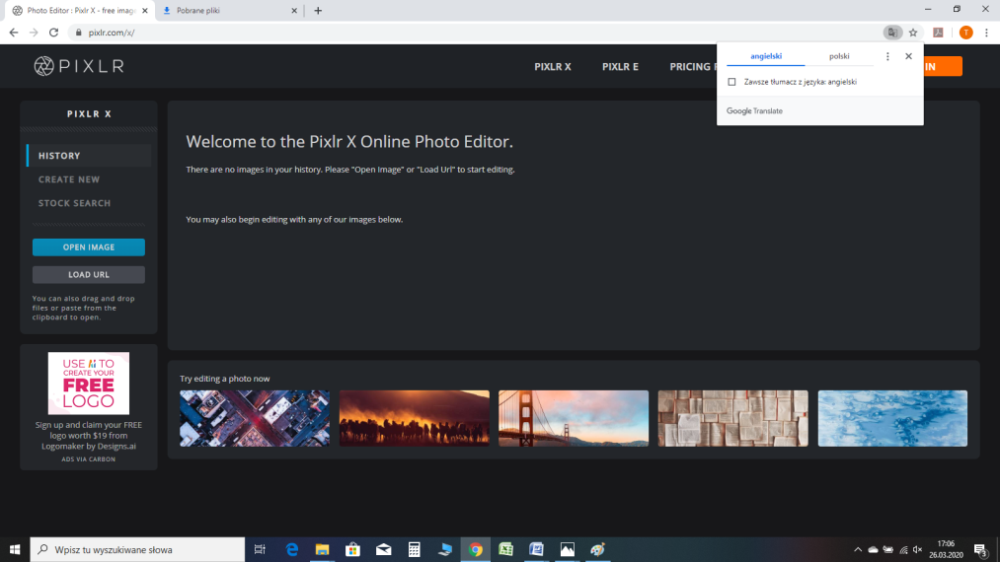 Photo Editor : Pixlr X - free image
Pobrane pliki
pixlr.com/x/
T
PIXLR
PIXLR X
PIXLR E
PRICING
IN
angielski
polski
Zawsze tłumacz z języka: angielski
Google Translate
PIXLR X
HISTORY
CREATE NEW
STOCK SEARCH
OPEN IMAGE
LOAD URL
You can also drag and drop
files or paste from the
clipboard to open.
Welcome to the Pixlr X Online Photo Editor.
There are no images in your history. Please "Open Image" or "Load Url" to start editing.
You may also begin editing with any of our images below.
USE AI TO
CREATE YOUR
FREE
LOGO
Sign up and claim your FREE
logo worth $19 from
Logomaker by Designs.ai
ADS VIA CARBON
Try editing a photo now
Wpisz tu wyszukiwane słowa
17:06
26.03.2020
3